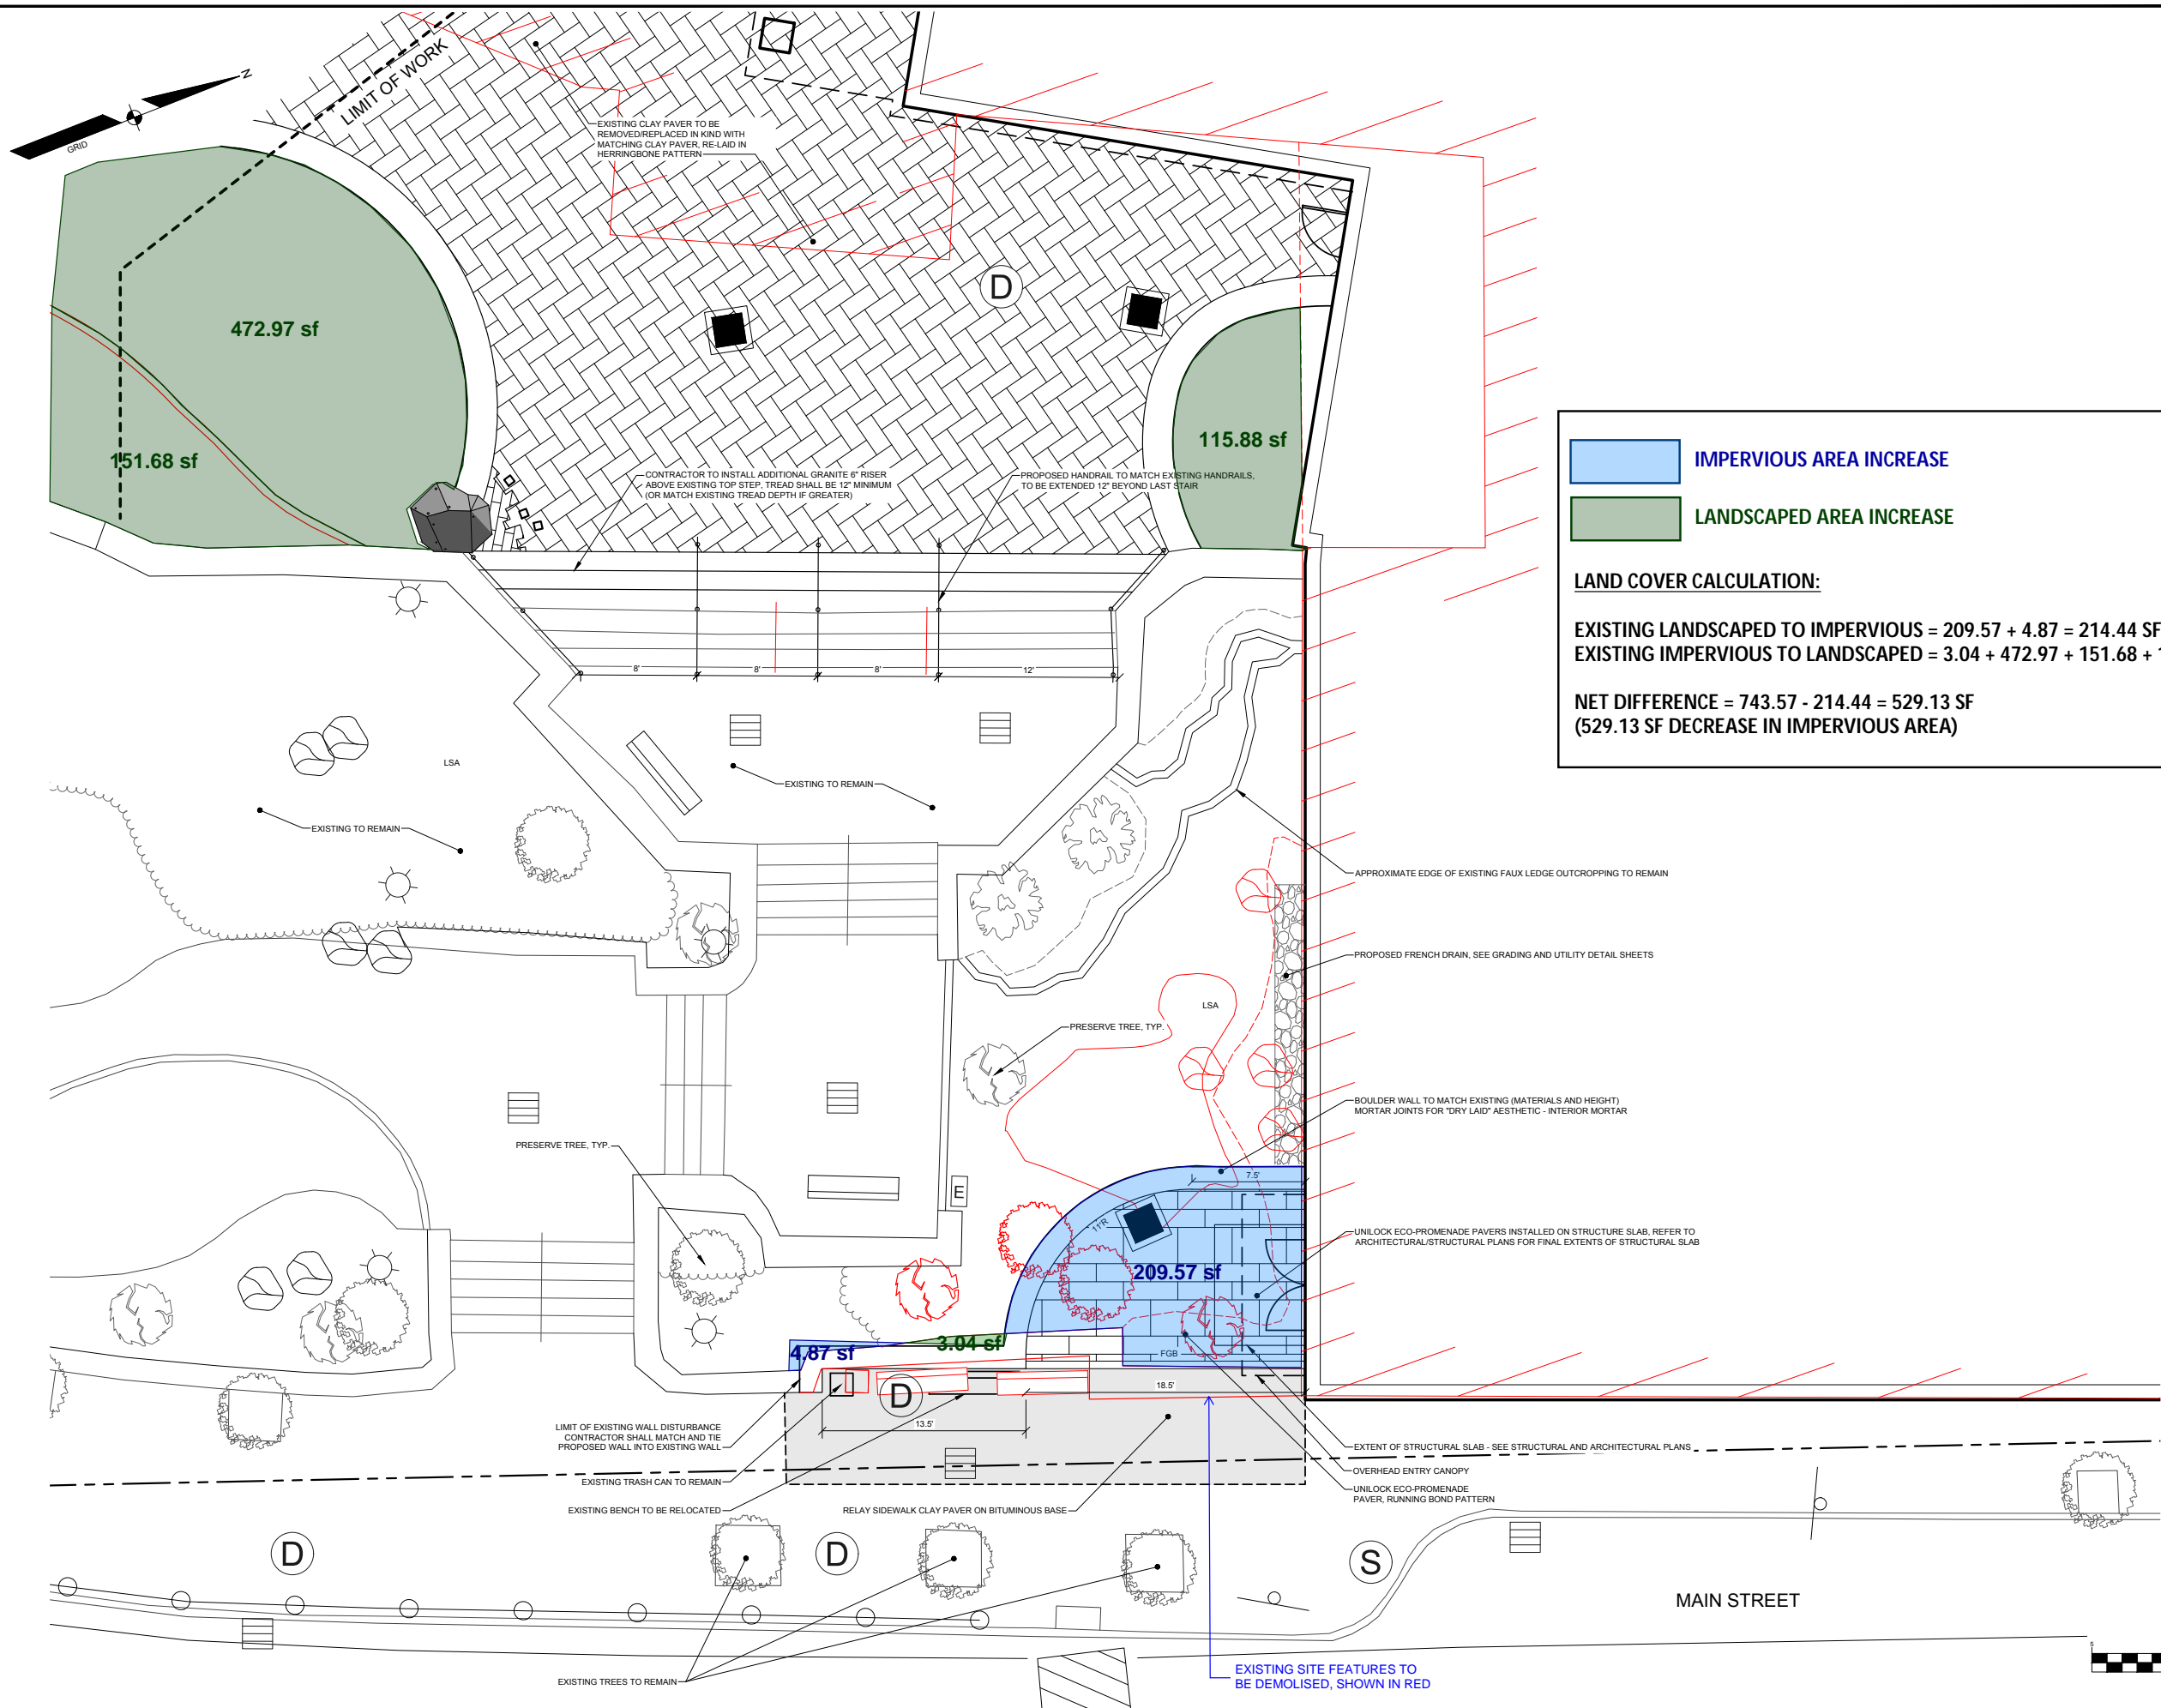 LIMIT OF WORK
N
GRID
EXISTING CLAY PAVER TO BE
REMOVED/REPLACED IN KIND WITH
MATCHING CLAY PAVER, RE-LAID IN
HERRINGBONE PATTERN
D
472.97 sf
151.68 sf
115.88 sf
CONTRACTOR TO INSTALL ADDITIONAL GRANITE 6" RISER
ABOVE EXISTING TOP STEP, TREAD SHALL BE 12" MINIMUM
(OR MATCH EXISTING TREAD DEPTH IF GREATER)
PROPOSED HANDRAIL TO MATCH EXISTING HANDRAILS,
TO BE EXTENDED 12" BEYOND LAST STAIR
IMPERVIOUS AREA INCREASE
LANDSCAPED AREA INCREASE
LAND COVER CALCULATION:
EXISTING LANDSCAPED TO IMPERVIOUS = 209.57 + 4.87 = 214.44 SF
EXISTING IMPERVIOUS TO LANDSCAPED = 3.04 + 472.97 + 151.68 +
NET DIFFERENCE = 743.57 - 214.44 = 529.13 SF
(529.13 SF DECREASE IN IMPERVIOUS AREA)
8'
8'
8'
12'
LSA
EXISTING TO REMAIN
EXISTING TO REMAIN
APPROXIMATE EDGE OF EXISTING FAUX LEDGE OUTCROPPING TO REMAIN
PROPOSED FRENCH DRAIN, SEE GRADING AND UTILITY DETAIL SHEETS
LSA
PRESERVE TREE, TYP.
BOULDER WALL TO MATCH EXISTING (MATERIALS AND HEIGHT)
MORTAR JOINTS FOR "DRY LAID" AESTHETIC - INTERIOR MORTAR
PRESERVE TREE, TYP.
E
7.5'
11'R
UNILOCK ECO-PROMENADE PAVERS INSTALLED ON STRUCTURE SLAB, REFER TO
ARCHITECTURAL/STRUCTURAL PLANS FOR FINAL EXTENTS OF STRUCTURAL SLAB
209.57 sf
3.04 sf
4.87 sf
FGB
18.5'
D
13.5'
LIMIT OF EXISTING WALL DISTURBANCE
CONTRACTOR SHALL MATCH AND TIE
PROPOSED WALL INTO EXISTING WALL
EXISTING TRASH CAN TO REMAIN
EXISTING BENCH TO BE RELOCATED
RELAY SIDEWALK CLAY PAVER ON BITUMINOUS BASE
EXTENT OF STRUCTURAL SLAB - SEE STRUCTURAL AND ARCHITECTURAL PLANS
OVERHEAD ENTRY CANOPY
UNILOCK ECO-PROMENADE
PAVER, RUNNING BOND PATTERN
D
D
S
MAIN STREET
EXISTING TREES TO REMAIN
EXISTING SITE FEATURES TO
BE DEMOLISED, SHOWN IN RED